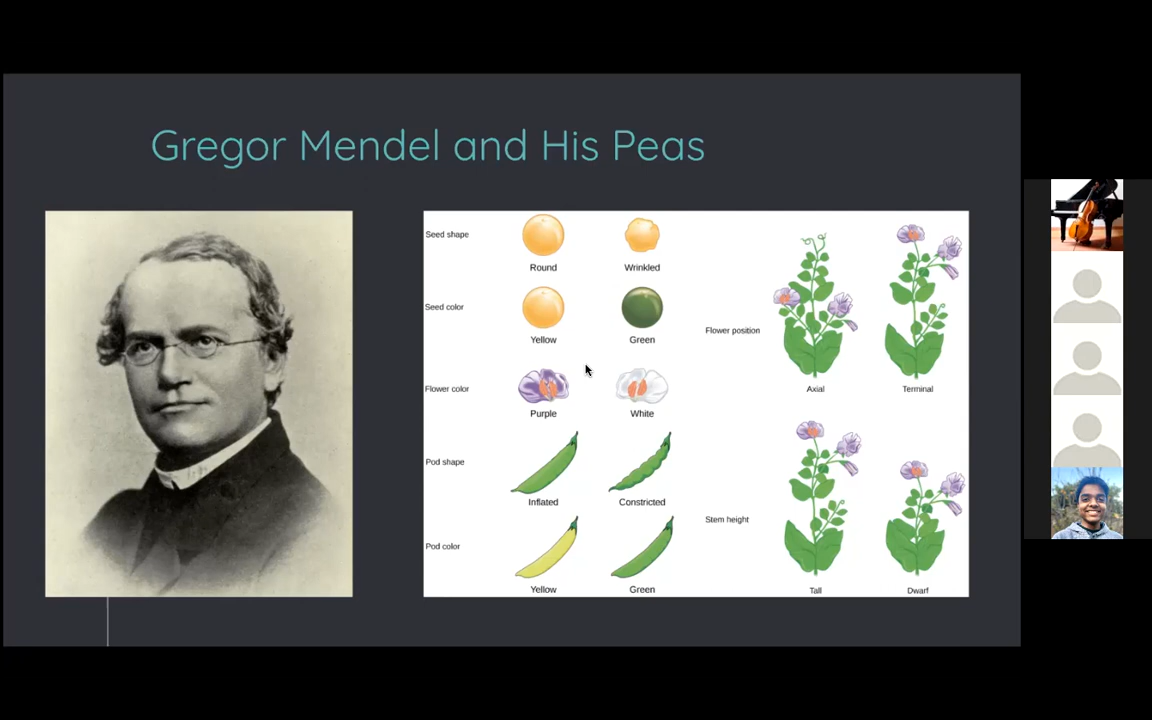 Gregor Mendel and His Peas
Seed shape
Round
Wrinkled
Seed color
Yellow
Green
Flower color
Purple
White
Pod shape
Inflated
Constricted
Pod color
Yellow
Green
Flower position
Axial
Terminal
Stem height
Tall
Dwarf